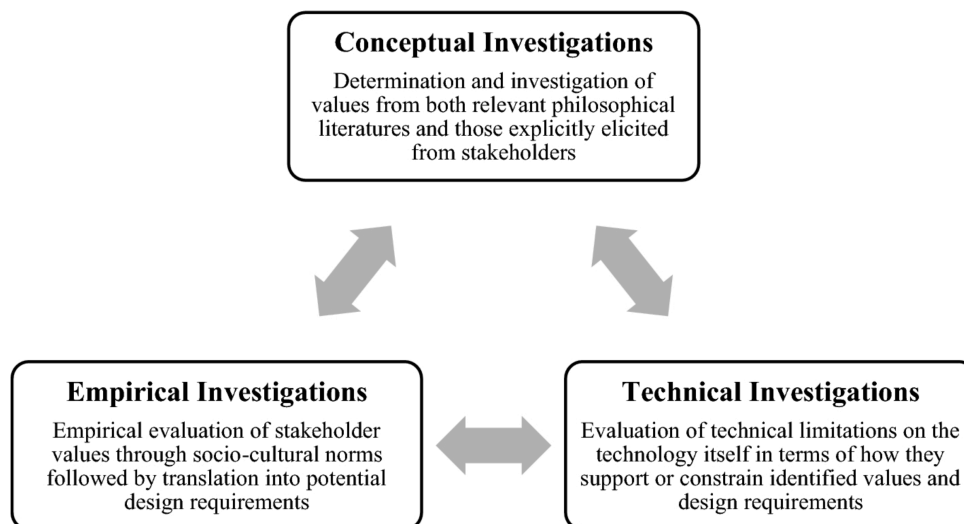 Conceptual Investigations
Determination and investigation of
values from both relevant philosophical
literatures and those explicitly elicited
from stakeholders
Empirical Investigations
Empirical evaluation of stakeholder
values through socio-cultural norms
followed by translation into potential
design requirements
Technical Investigations
Evaluation of technical limitations on the
technology itself in terms of how they
support or constrain identified values and
design requirements